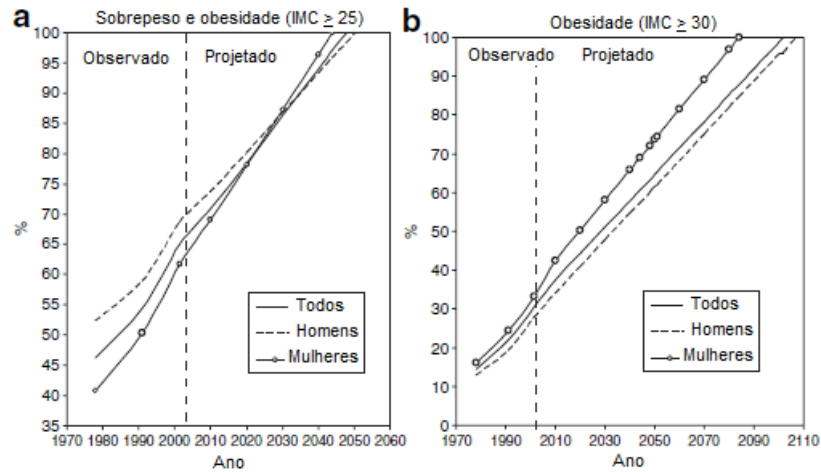 a
Sobrepeso e obesidade (IMC ≥ 25)
Observado
Projetado
100
95
90
85
80
75
70
65
60
55
50
45
40
35
%
Todos
Homens
Mulheres
1970 1980 1990 2000 2010 2020 2030 2040 2050 2060
Ano
b
Obesidade (IMC ≥ 30)
Observado
Projetado
100
90
80
70
60
50
40
30
20
10
0
%
Todos
Homens
Mulheres
1970 1990 2010 2030 2050 2070 2090 2110
Ano